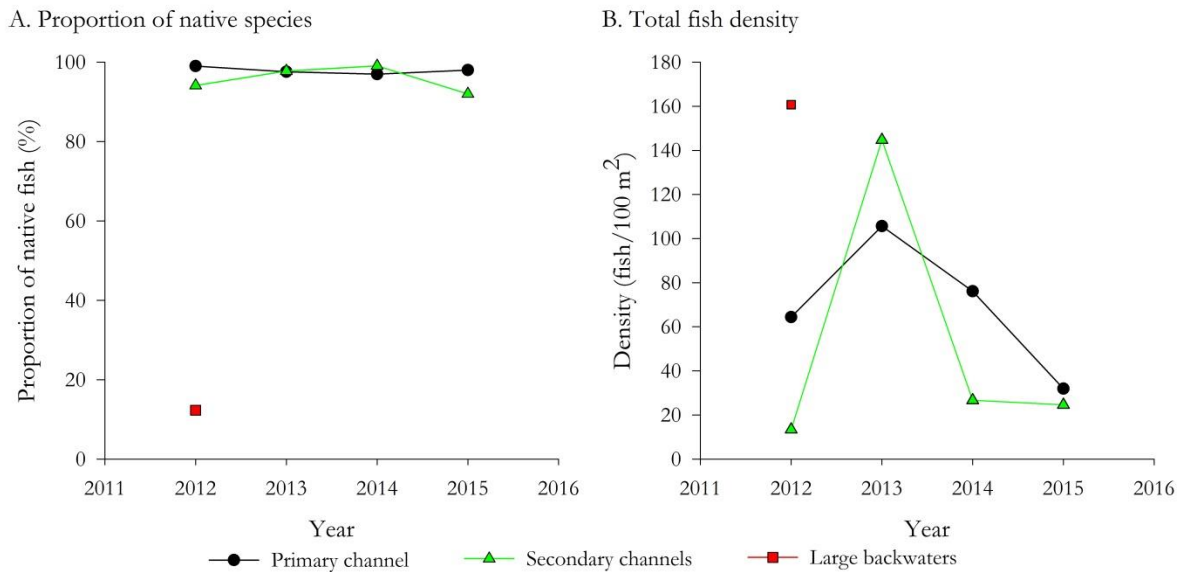 A. Proportion of native species
Proportion of native fish (%)
100
80
60
40
20
0
2011 2012 2013 2014 2015 2016
Year
B. Total fish density
Density (fish/100 m²)
180
160
140
120
100
80
60
40
20
0
2011 2012 2013 2014 2015 2016
Year
Primary channel Secondary channels Large backwaters